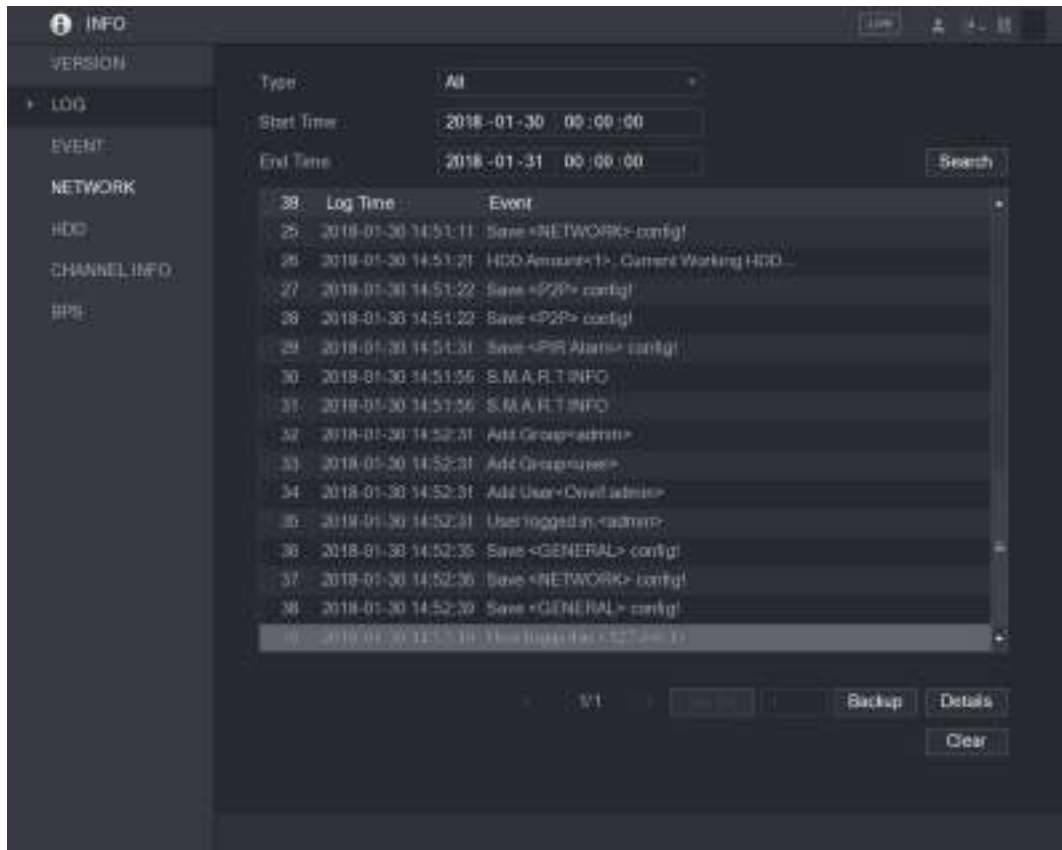 INFO
LIVE
VERSION
LOG
EVENT
NETWORK
HDD
CHANNEL INFO
BPS
Type All
Start Time 2018 -01 -30 00 :00 :00
End Time 2018 -01 -31 00 :00 :00
Search
39 Log Time Event
25 2018-01-30 14:51:11 Save <NETWORK> config!
26 2018-01-30 14:51:21 HDD Amount<1>, Current Working HDD...
27 2018-01-30 14:51:22 Save <P2P> config!
28 2018-01-30 14:51:22 Save <P2P> config!
29 2018-01-30 14:51:31 Save <PIR Alarm> config!
30 2018-01-30 14:51:56 S.M.A.R.T INFO
31 2018-01-30 14:51:56 S.M.A.R.T INFO
32 2018-01-30 14:52:31 Add Group<admin>
33 2018-01-30 14:52:31 Add Group<user>
34 2018-01-30 14:52:31 Add User<Onvif:admin>
35 2018-01-30 14:52:31 User logged in.<admin>
36 2018-01-30 14:52:35 Save <GENERAL> config!
37 2018-01-30 14:52:36 Save <NETWORK> config!
38 2018-01-30 14:52:39 Save <GENERAL> config!
1/1
Backup
Details
Clear